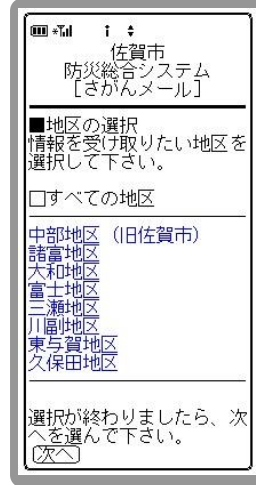 佐賀市
防災総合システム
［さがんメール］
■地区の選択
情報を受け取りたい地区を
選択して下さい。
□すべての地区
中部地区（旧佐賀市）
諸富地区
大和地区
富士地区
三瀬地区
川副地区
東与賀地区
久保田地区
選択が終わりましたら、次
へを選んで下さい。
次へ